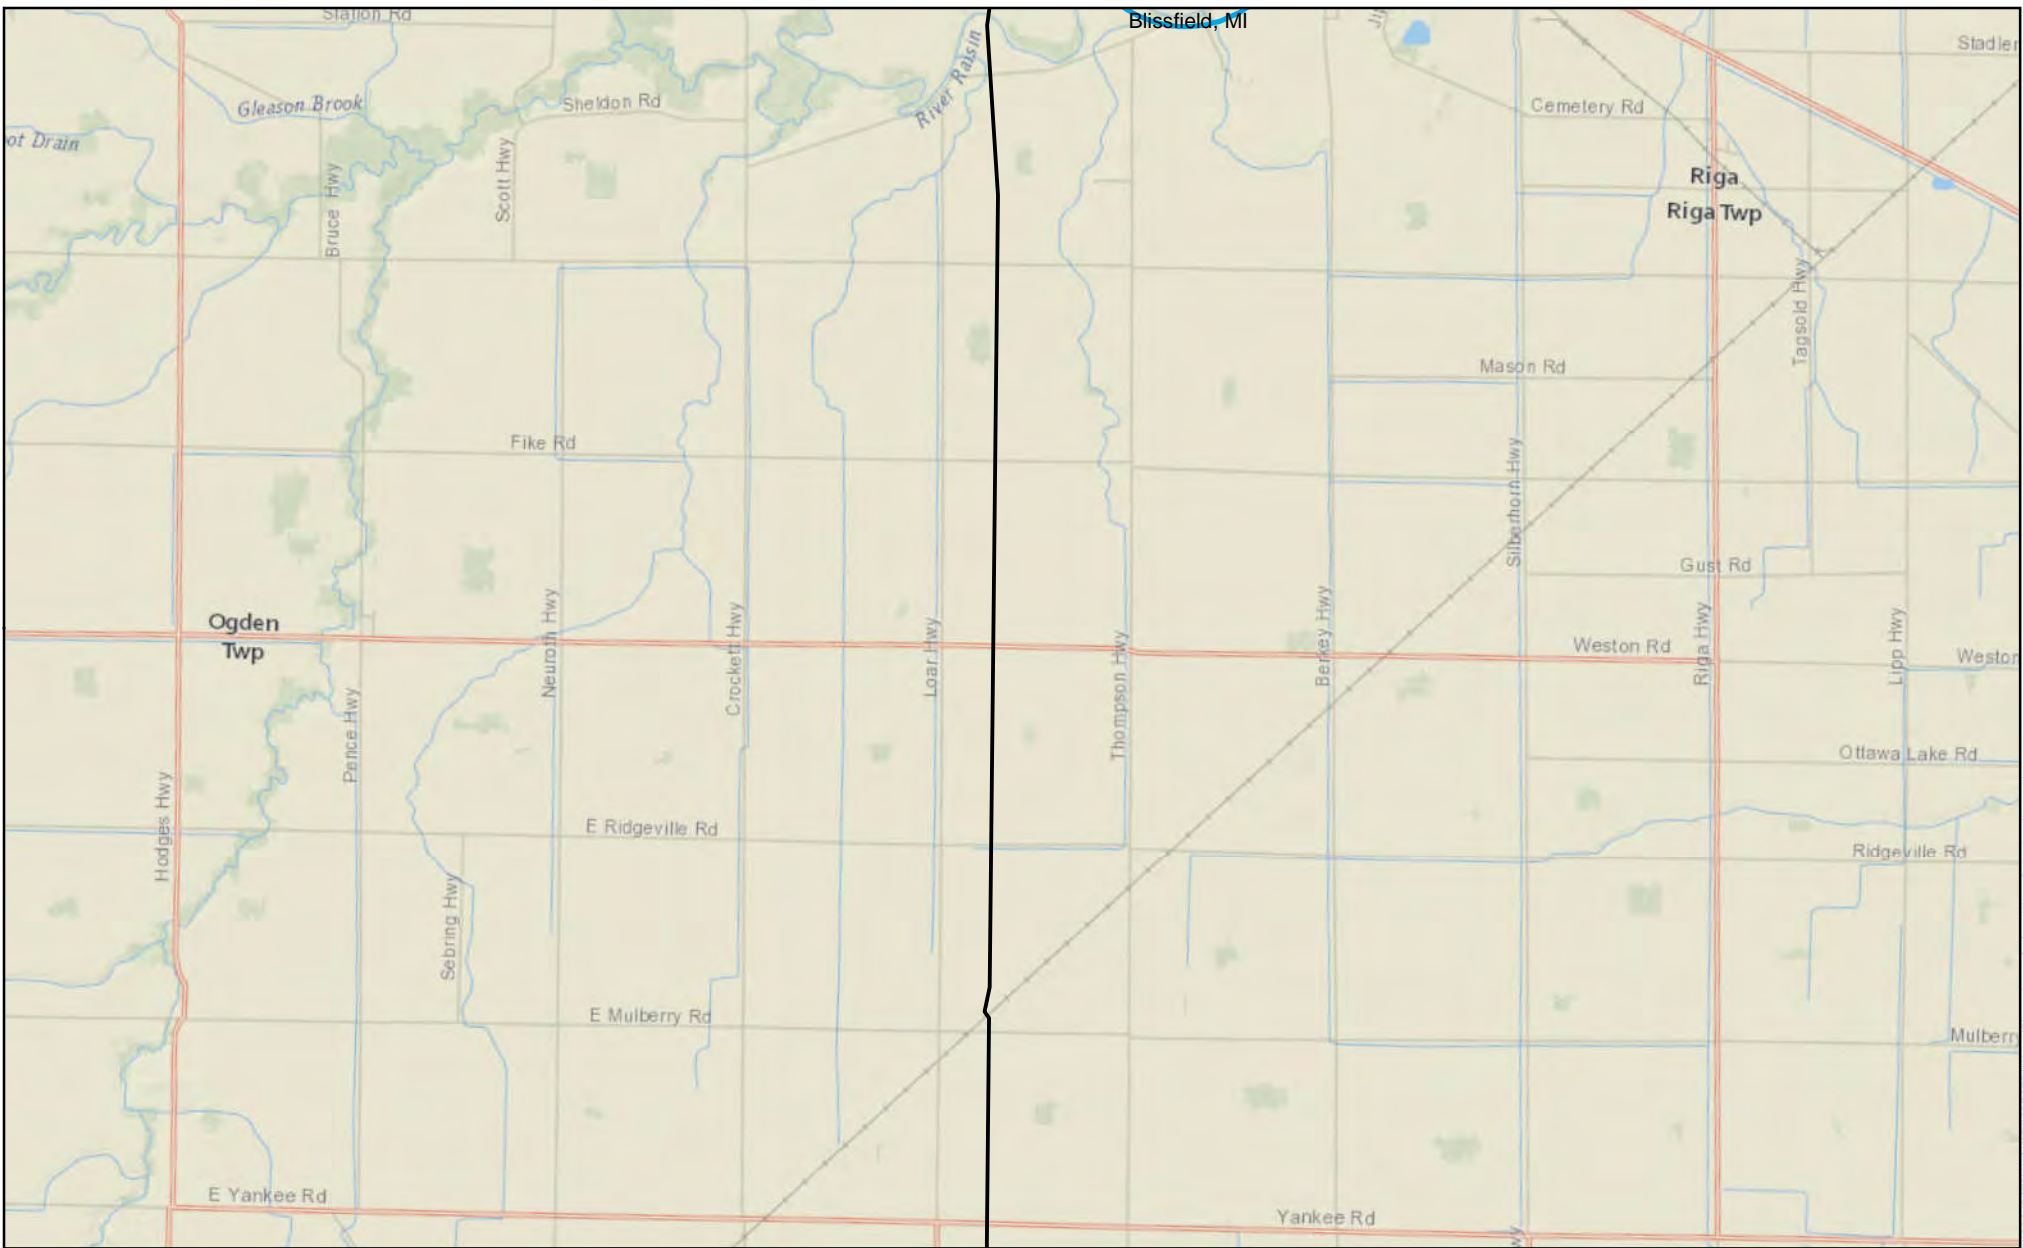 Station Rd
Blissfield, MI
River Raisin
Stadler
Gleason Brook
Sheldon Rd
Cemetery Rd
ot Drain
Scott Hwy
Bruce Hwy
Riga
Riga Twp
Tagsold Hwy
Mason Rd
Fike Rd
Silberhorn Hwy
Gust Rd
Ogden
Twp
Neuroth Hwy
Crockett Hwy
Loar Hwy
Thompson Hwy
Berkey Hwy
Weston Rd
Riga Hwy
Lipp Hwy
Weston
Pence Hwy
Ottawa Lake Rd
Hodges Hwy
E Ridgeville Rd
Ridgeville Rd
Sebring Hwy
E Mulberry Rd
Mulberry
E Yankee Rd
Yankee Rd
wy